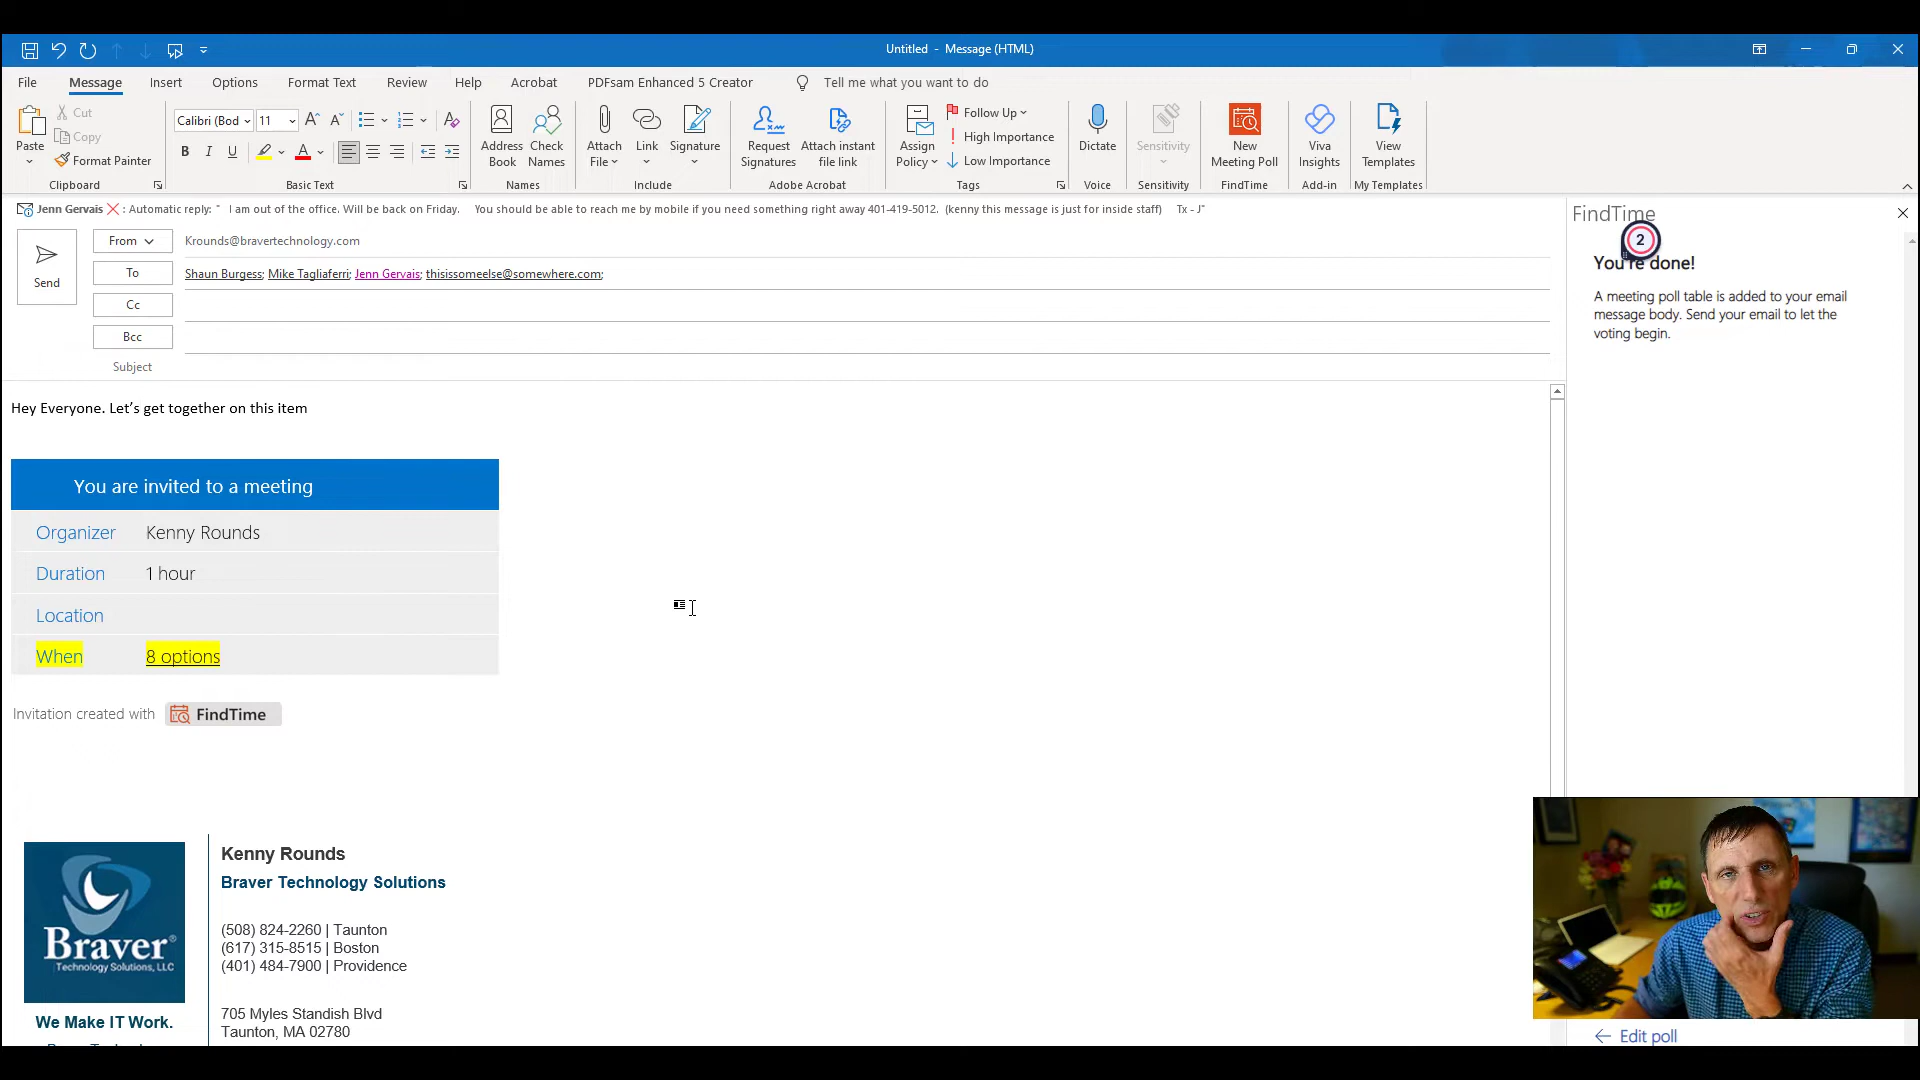 Untitled - Message (HTML)
File Message Insert Options Format Text Review Help Acrobat PDFsam Enhanced 5 Creator Tell me what you want to do
Paste
Cut
Copy
Format Painter
Clipboard
Calibri (Bod 11
B I U
Basic Text
Address Book
Check Names
Names
Attach File
Link
Signature
Include
Request Signatures
Attach instant file link
Adobe Acrobat
Assign Policy
Follow Up
High Importance
Low Importance
Tags
Dictate
Voice
Sensitivity
Sensitivity
New Meeting Poll
FindTime
Viva Insights
Add-in
View Templates
My Templates
Jenn Gervais : Automatic reply: " I am out of the office. Will be back on Friday. You should be able to reach me by mobile if you need something right away 401-419-5012. (kenny this message is just for inside staff) Tx - J"
Send
From Krounds@bravertechnology.com
To Shaun Burgess; Mike Tagliaferri; Jenn Gervais; thisissomeelse@somewhere.com;
Cc
Bcc
Subject
Hey Everyone. Let's get together on this item
You are invited to a meeting
Organizer Kenny Rounds
Duration 1 hour
Location
When 8 options
Invitation created with FindTime
Braver
Technology Solutions, LLC
We Make IT Work.
Kenny Rounds
Braver Technology Solutions
(508) 824-2260 | Taunton
(617) 315-8515 | Boston
(401) 484-7900 | Providence
705 Myles Standish Blvd
Taunton, MA 02780
FindTime
2
You're done!
A meeting poll table is added to your email
message body. Send your email to let the
voting begin.
Edit poll